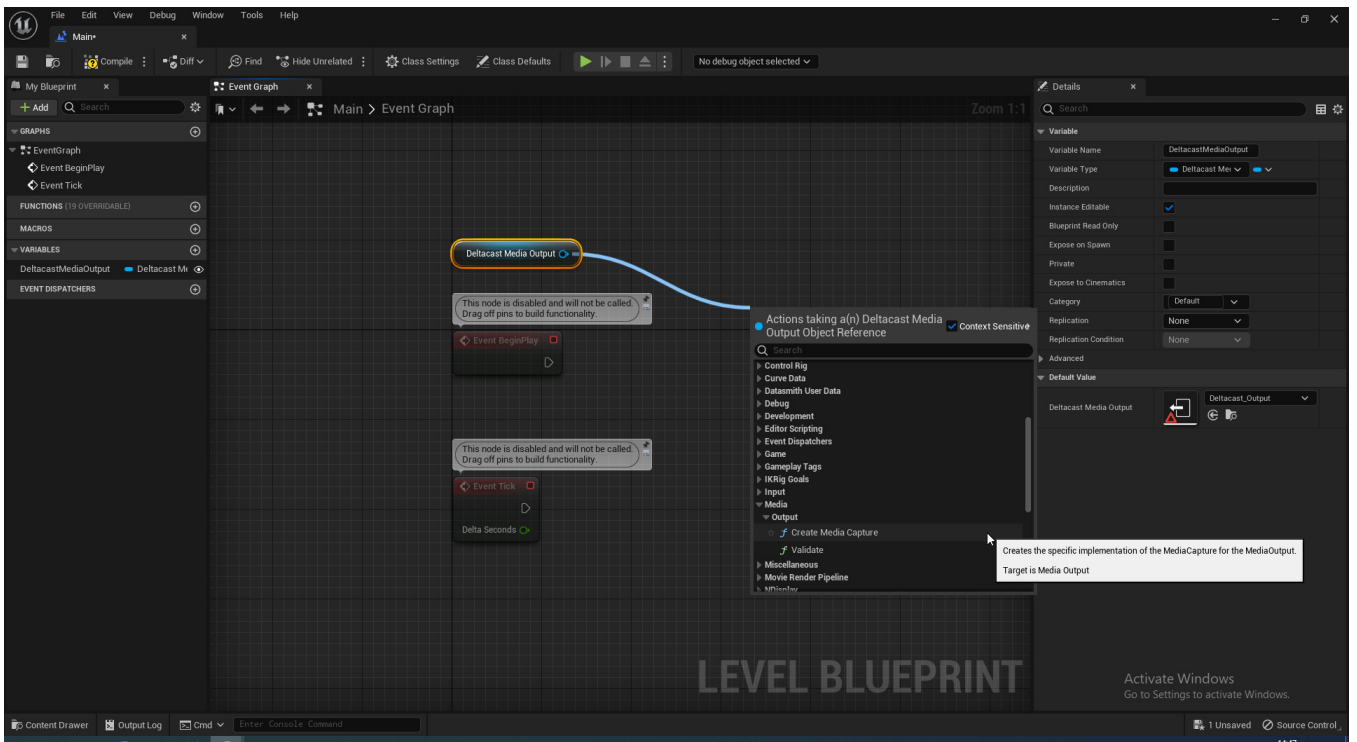 File Edit View Debug Window Tools Help
Main•
Compile Diff Find Hide Unrelated Class Settings Class Defaults No debug object selected
My Blueprint
Add Search
GRAPHS
EventGraph
Event BeginPlay
Event Tick
FUNCTIONS (19 OVERRIDABLE)
MACROS
VARIABLES
DeltacastMediaOutput Deltacast Me
EVENT DISPATCHERS
Event Graph
Main > Event Graph Zoom 1:1
Deltacast Media Output
This node is disabled and will not be called.
Drag off pins to build functionality.
Event BeginPlay
This node is disabled and will not be called.
Drag off pins to build functionality.
Event Tick
Delta Seconds
Actions taking a(n) Deltacast Media
Output Object Reference
Context Sensitive
Search
Control Rig
Curve Data
Datasmith User Data
Debug
Development
Editor Scripting
Event Dispatchers
Game
Gameplay Tags
IKRig Goals
Input
Media
Output
Create Media Capture
Validate
Miscellaneous
Movie Render Pipeline
NDisplay
Creates the specific implementation of the MediaCapture for the MediaOutput.
Target is Media Output
LEVEL BLUEPRINT
Details
Search
Variable
Variable Name DeltacastMediaOutput
Variable Type Deltacast Me
Description
Instance Editable
Blueprint Read Only
Expose on Spawn
Private
Expose to Cinematics
Category Default
Replication None
Replication Condition None
Advanced
Default Value
Deltacast Media Output Deltacast_Output
Activate Windows
Go to Settings to activate Windows.
Content Drawer Output Log Cmd Enter Console Command 1 Unsaved Source Control